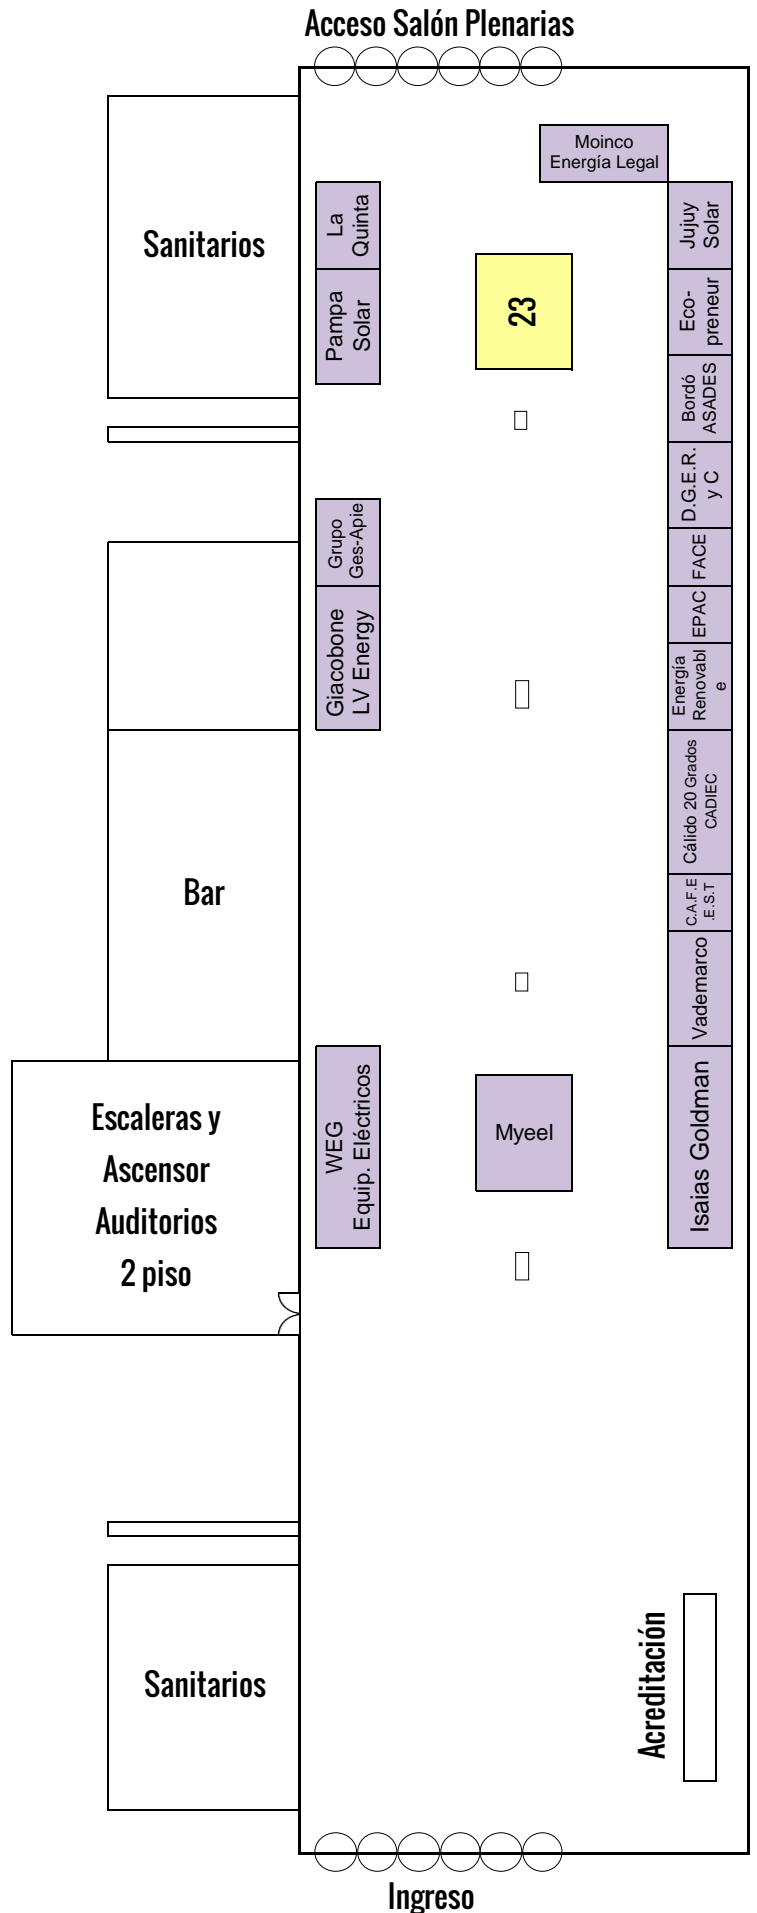 Acceso Salón Plenarias
Moinco
Energía Legal
Sanitarios
La
Quinta
Jujuy
Solar
Pampa
Solar
23
Eco-
preneur
Bordó
ASADES
D.G.E.R.
y C
Grupo
Ges-Apie
FACE
EPAC
Giacobone
LV Energy
Energía
Renovabl
e
Cálido 20 Grados
CADIEC
Bar
C.A.F.E
.E.S.T
Vademarco
Escaleras y
Ascensor
Auditorios
2 piso
WEG
Equip. Eléctricos
Myeel
Isaias Goldman
Sanitarios
Acreditación
Ingreso